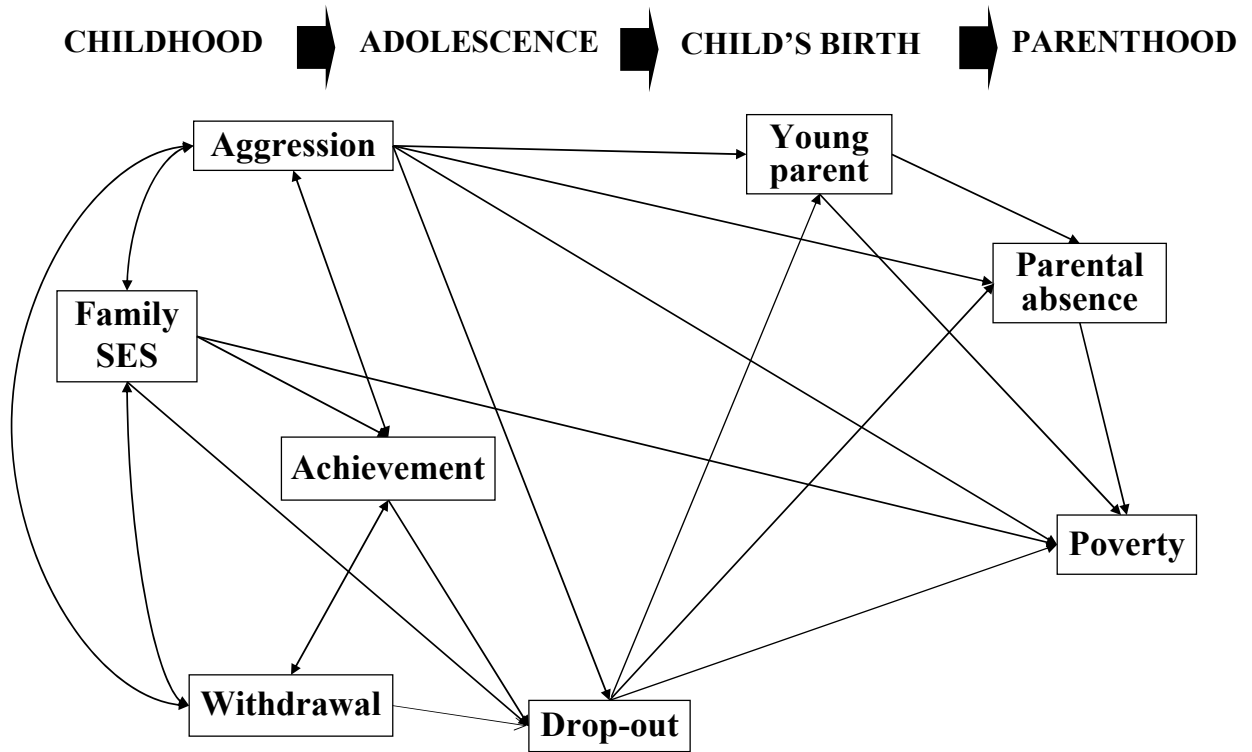 CHILDHOOD ADOLESCENCE CHILD'S BIRTH PARENTHOOD
Aggression
Young
parent
Parental
absence
Family
SES
Achievement
Poverty
Withdrawal
Drop-out